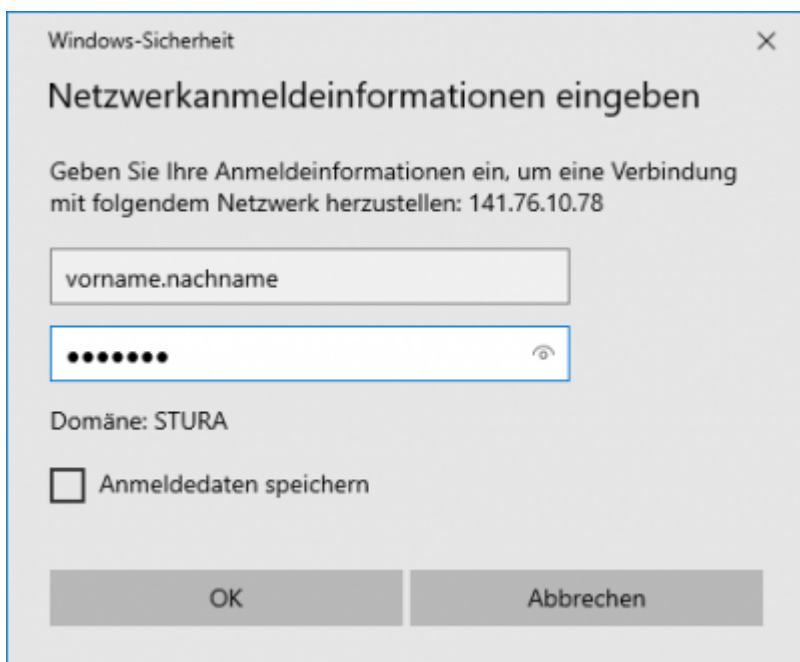 Windows-Sicherheit
Netzwerkanmeldeinformationen eingeben
Geben Sie Ihre Anmeldeinformationen ein, um eine Verbindung
mit folgendem Netzwerk herzustellen: 141.76.10.78
vorname.nachname
•••••••
Domäne: STURA
Anmeldedaten speichern
OK
Abbrechen